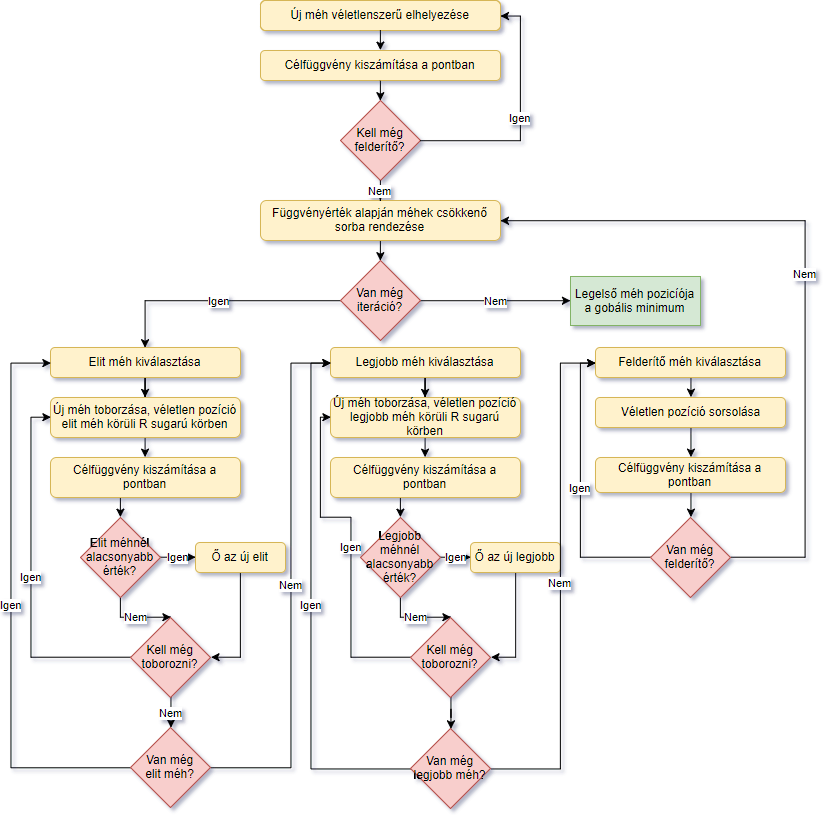 Új méh véletlenszerű elhelyezése
Célfüggvény kiszámítása a pontban
Igen
Kell még
felderítő?
Nem
Függvényérték alapján méhek csökkenő
sorba rendezése
Nem
Van még
iteráció?
Igen
Nem
Legelső méh pozicíója
a gobális minimum
Elit méh kiválasztása
Új méh toborzása, véletlen pozíció
elit méh körüli R sugarú körben
Célfüggvény kiszámítása a
pontban
Elit méhnél
alacsonyabb
érték?
Igen
Ő az új elit
Igen
Nem
Kell még
toborozni?
Igen
Nem
Van még
elit méh?
Nem
Legjobb méh kiválasztása
Új méh toborzása, véletlen pozíció
legjobb méh körüli R sugarú
körben
Célfüggvény kiszámítása a
pontban
Legjobb
méhnél
alacsonyabb
érték?
Igen
Ő az új legjobb
Igen
Nem
Kell még
toborozni?
Igen
Van még
legjobb méh?
Nem
Felderítő méh kiválasztása
Véletlen pozíció sorsolása
Célfüggvény kiszámítása a
pontban
Igen
Van még
felderítő?